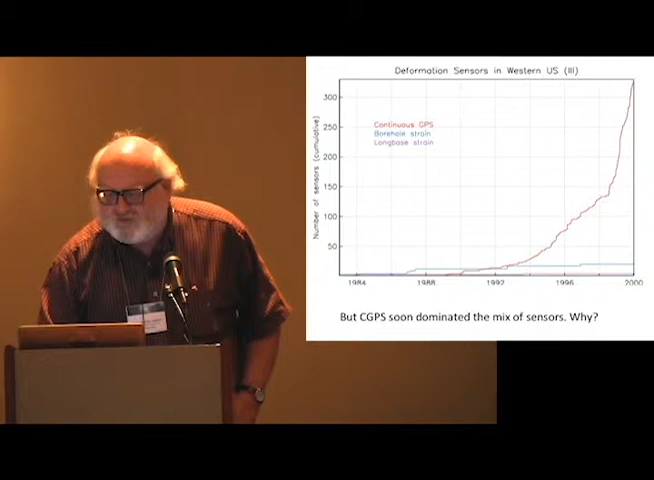 Deformation Sensors in Western US (III)
Number of sensors (cumulative)
300
250
200
150
100
50
Continuous GPS
Borehole strain
Longbase strain
1984
1988
1992
1996
2000
But CGPS soon dominated the mix of sensors. Why?